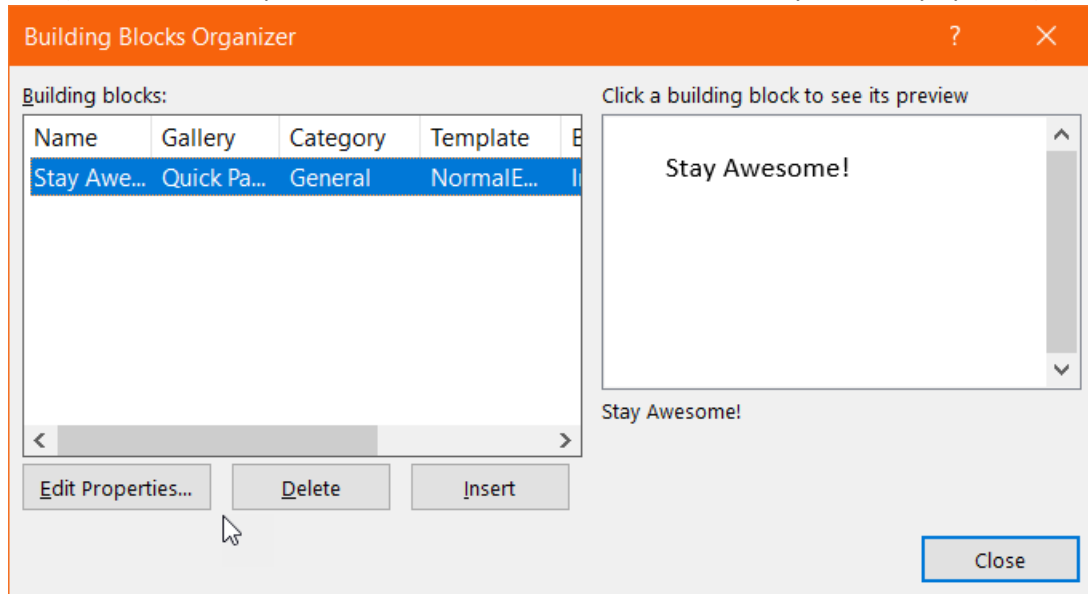 Building Blocks Organizer ?
Building blocks:
Click a building block to see its preview
Name Gallery Category Template
Stay Awe... Quick Pa... General NormalE...
Stay Awesome!
Stay Awesome!
Edit Properties... Delete Insert
Close